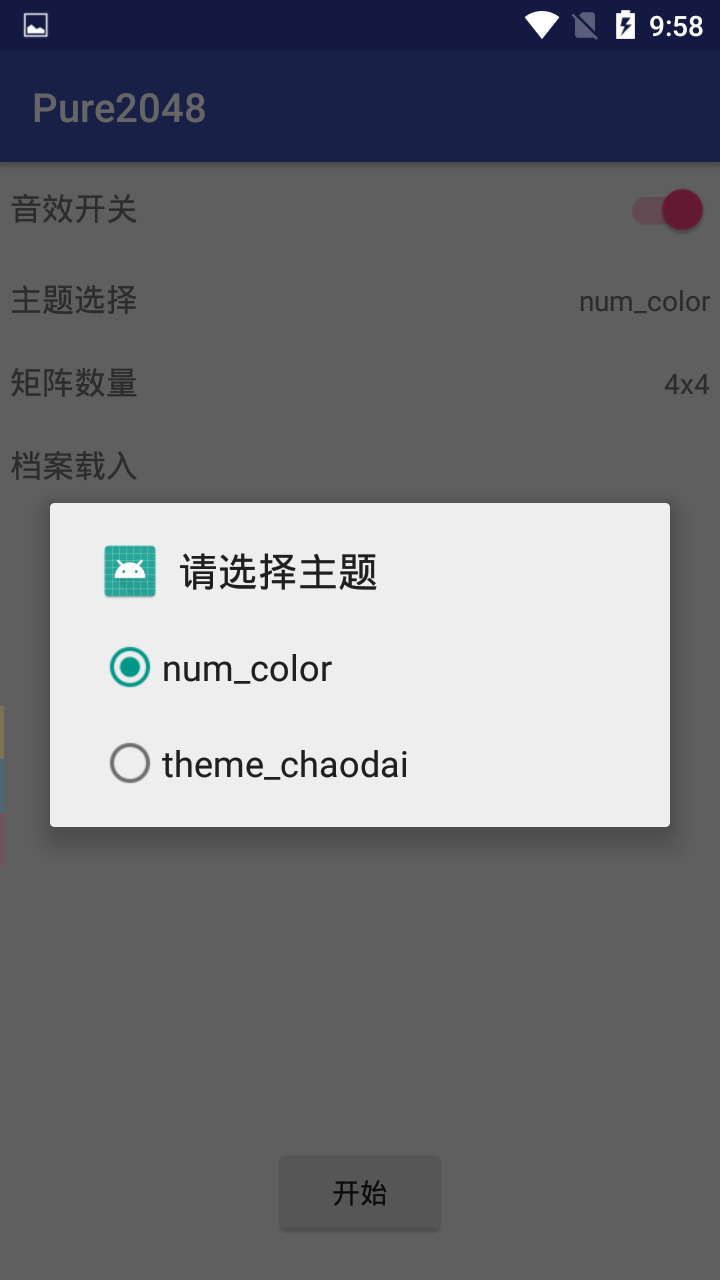 9:58
Pure2048
音效开关
主题选择 num_color
矩阵数量 4x4
档案载入
请选择主题
num_color
theme_chaodai
开始